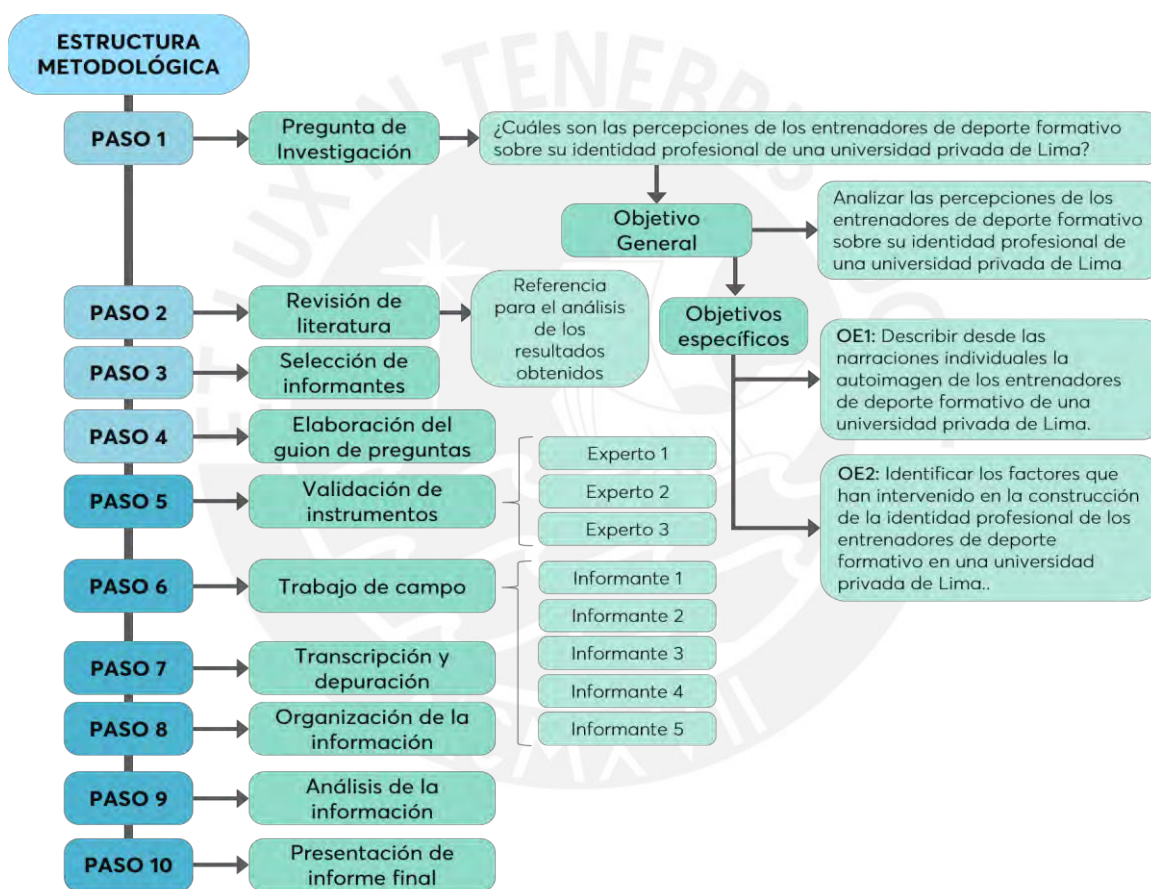 ESTRUCTURA
METODOLÓGICA
PASO 1
Pregunta de
Investigación
¿Cuáles son las percepciones de los entrenadores de deporte formativo
sobre su identidad profesional de una universidad privada de Lima?
Objetivo
General
Analizar las percepciones de los
entrenadores de deporte formativo
sobre su identidad profesional de
una universidad privada de Lima
PASO 2
Revisión de
literatura
Referencia
para el análisis
de los
resultados
obtenidos
Objetivos
específicos
OE1: Describir desde las
narraciones individuales la
autoimagen de los entrenadores
de deporte formativo de una
universidad privada de Lima.
OE2: Identificar los factores que
han intervenido en la construcción
de la identidad profesional de los
entrenadores de deporte
formativo en una universidad
privada de Lima..
PASO 3
Selección de
informantes
PASO 4
Elaboración del
guion de preguntas
PASO 5
Validación de
instrumentos
Experto 1
Experto 2
Experto 3
PASO 6
Trabajo de campo
Informante 1
Informante 2
Informante 3
Informante 4
Informante 5
PASO 7
Transcripción y
depuración
PASO 8
Organización de la
información
PASO 9
Análisis de la
información
PASO 10
Presentación de
informe final